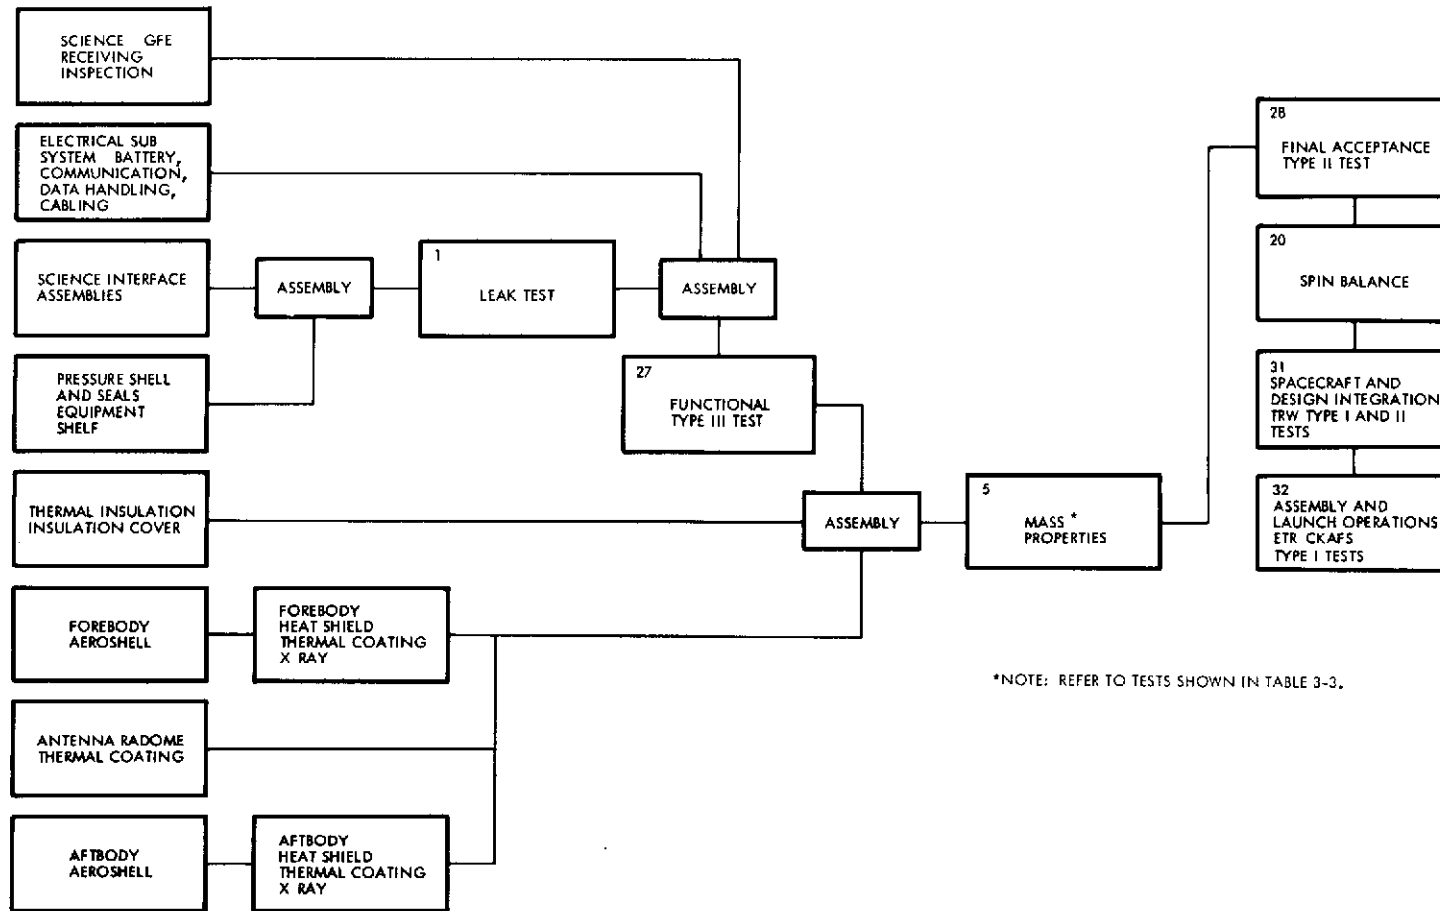 SCIENCE GFE
RECEIVING
INSPECTION
ELECTRICAL SUB
SYSTEM BATTERY,
COMMUNICATION,
DATA HANDLING,
CABLING
SCIENCE INTERFACE
ASSEMBLIES
ASSEMBLY
1
LEAK TEST
ASSEMBLY
PRESSURE SHELL
AND SEALS
EQUIPMENT
SHELF
27
FUNCTIONAL
TYPE III TEST
THERMAL INSULATION
INSULATION COVER
ASSEMBLY
5
MASS *
PROPERTIES
FOREBODY
AEROSHELL
FOREBODY
HEAT SHIELD
THERMAL COATING
X RAY
ANTENNA RADOME
THERMAL COATING
AFTBODY
AEROSHELL
AFTBODY
HEAT SHIELD
THERMAL COATING
X RAY
28
FINAL ACCEPTANCE
TYPE II TEST
20
SPIN BALANCE
31
SPACECRAFT AND
DESIGN INTEGRATION
TRW TYPE I AND II
TESTS
32
ASSEMBLY AND
LAUNCH OPERATIONS
ETR CKAFS
TYPE I TESTS
*NOTE: REFER TO TESTS SHOWN IN TABLE 3-3.